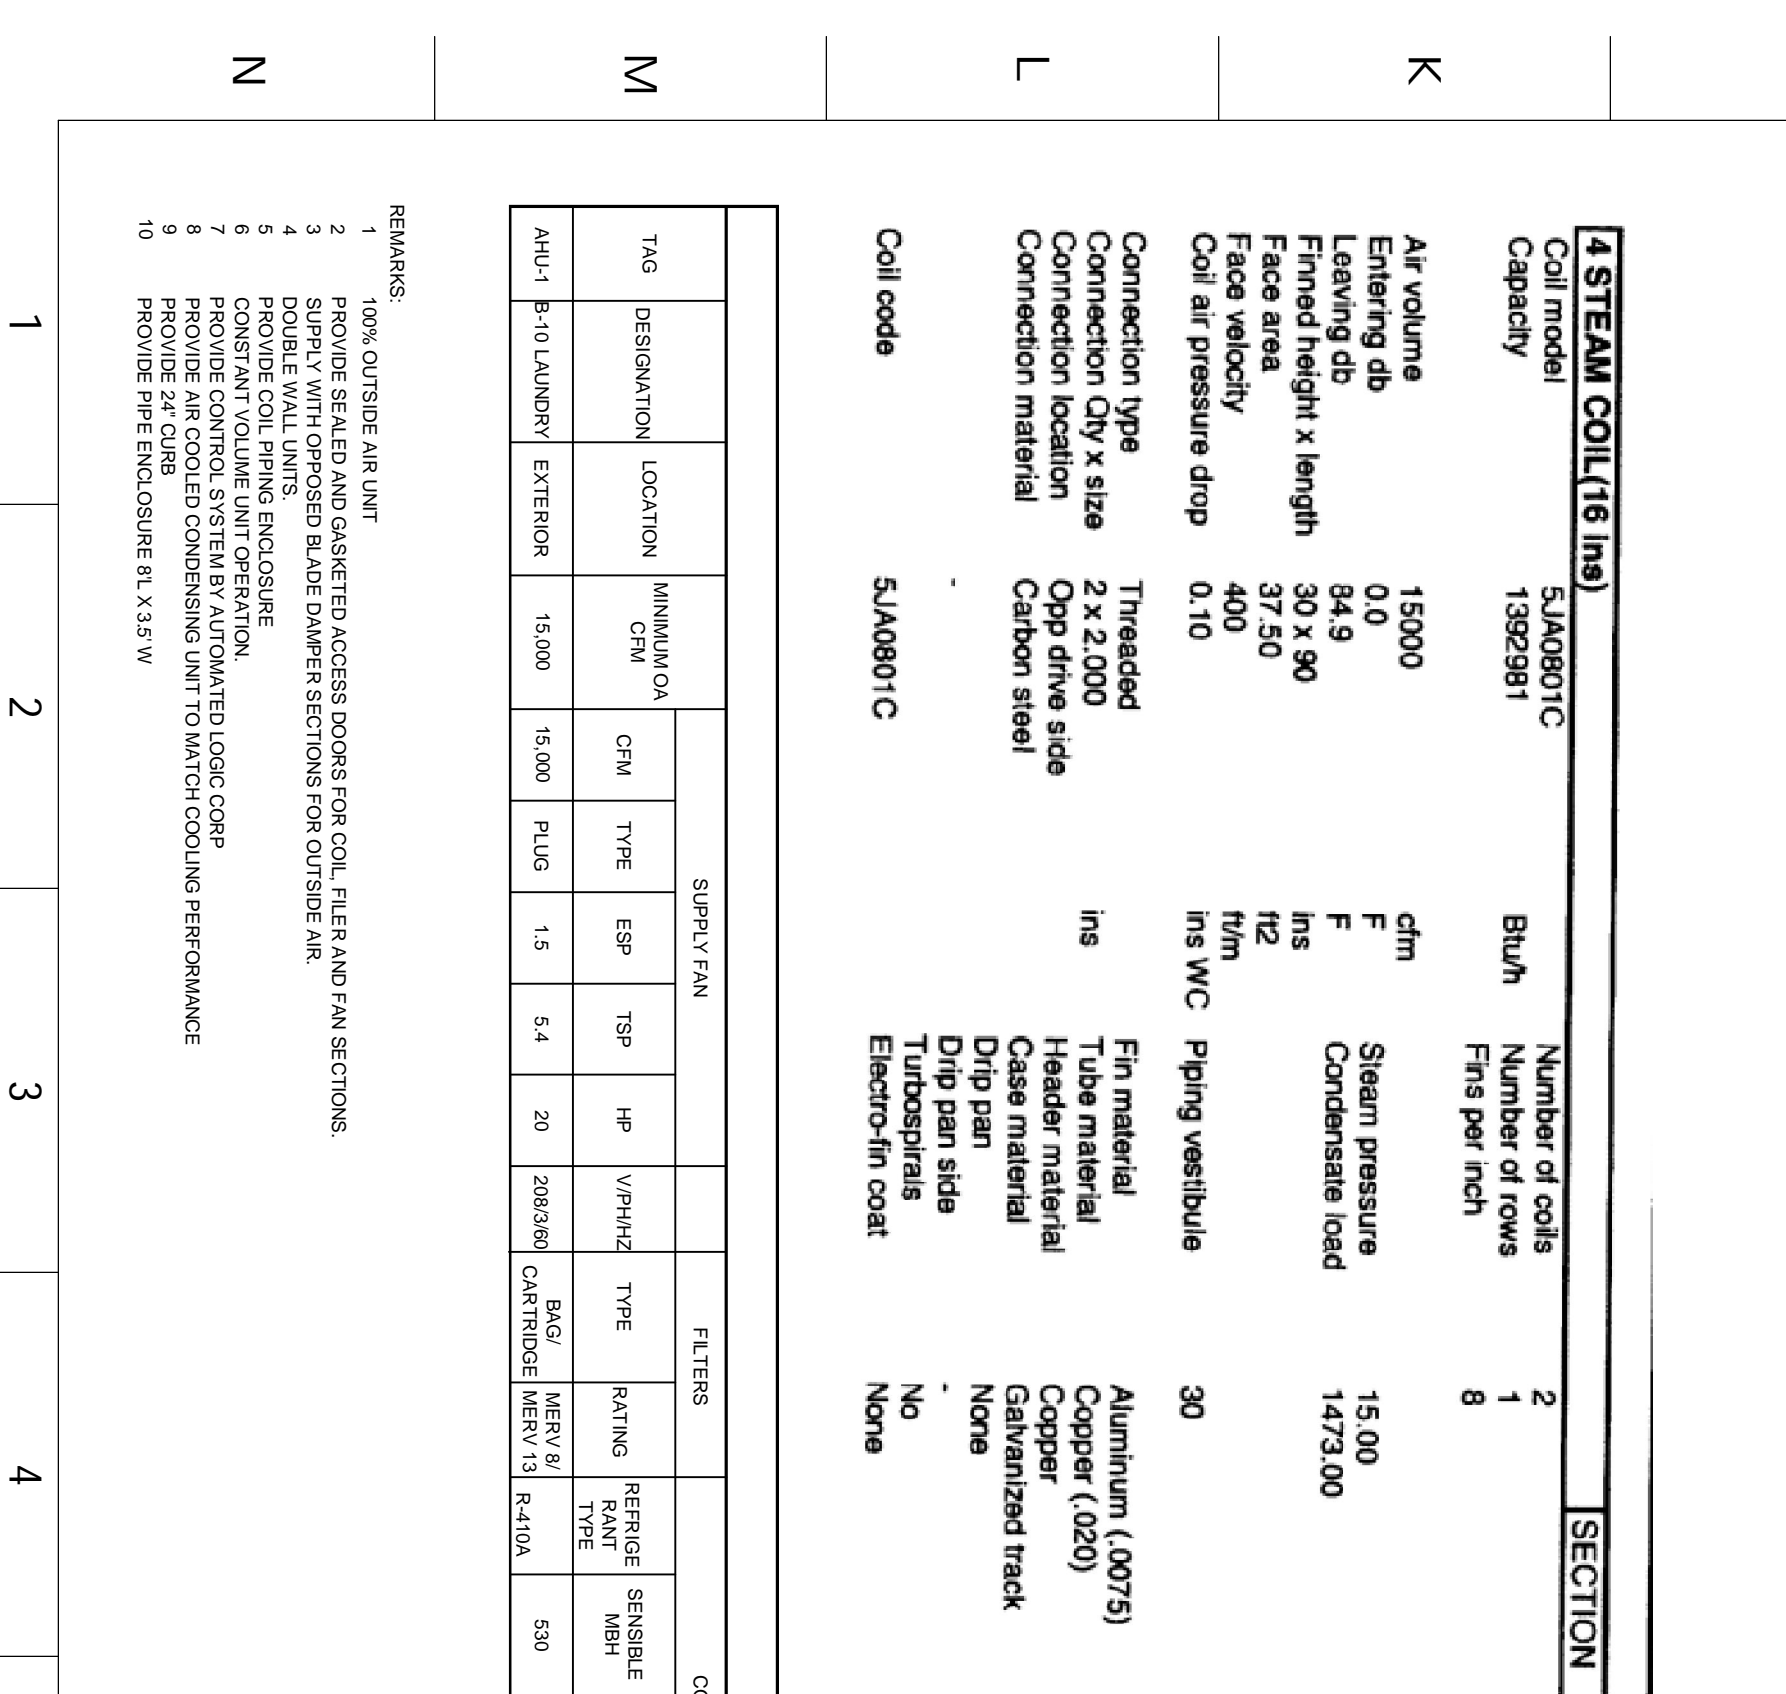 K
L
M
N
1
2
3
4
4 STEAM COIL(16 ins)
SECTION
Coil model 5JA0801C Number of coils 2
Capacity 1392981 Btu/h Number of rows 1
Fins per inch 8
Air volume 15000 cfm
Entering db 0.0 F Steam pressure 15.00
Leaving db 84.9 F Condensate load 1473.00
Finned height x length 30 x 90 ins
Face area 37.50 ft2
Face velocity 400 ft/m
Coil air pressure drop 0.10 ins WC Piping vestibule 30
Connection type Threaded Fin material Aluminum (.0075)
Connection Qty x size 2 x 2.000 ins Tube material Copper (.020)
Connection location Opp drive side Header material Copper
Connection material Carbon steel Case material Galvanized track
Drip pan None
- Drip pan side -
Turbospirals No
Coil code 5JA0801C Electro-fin coat None
SUPPLY FAN FILTERS
TAG DESIGNATION LOCATION MINIMUM OA CFM CFM TYPE ESP TSP HP V/PH/HZ TYPE RATING REFRIGE RANT TYPE SENSIBLE MBH
AHU-1 B-10 LAUNDRY EXTERIOR 15,000 15,000 PLUG 1.5 5.4 20 208/3/60 BAG/ CARTRIDGE MERV 8/ MERV 13 R-410A 530
REMARKS:
1 100% OUTSIDE AIR UNIT
2 PROVIDE SEALED AND GASKETED ACCESS DOORS FOR COIL, FILER AND FAN SECTIONS.
3 SUPPLY WITH OPPOSED BLADE DAMPER SECTIONS FOR OUTSIDE AIR.
4 DOUBLE WALL UNITS.
5 PROVIDE COIL PIPING ENCLOSURE
6 CONSTANT VOLUME UNIT OPERATION.
7 PROVIDE CONTROL SYSTEM BY AUTOMATED LOGIC CORP
8 PROVIDE AIR COOLED CONDENSING UNIT TO MATCH COOLING PERFORMANCE
9 PROVIDE 24" CURB
10 PROVIDE PIPE ENCLOSURE 8'L X 3.5' W